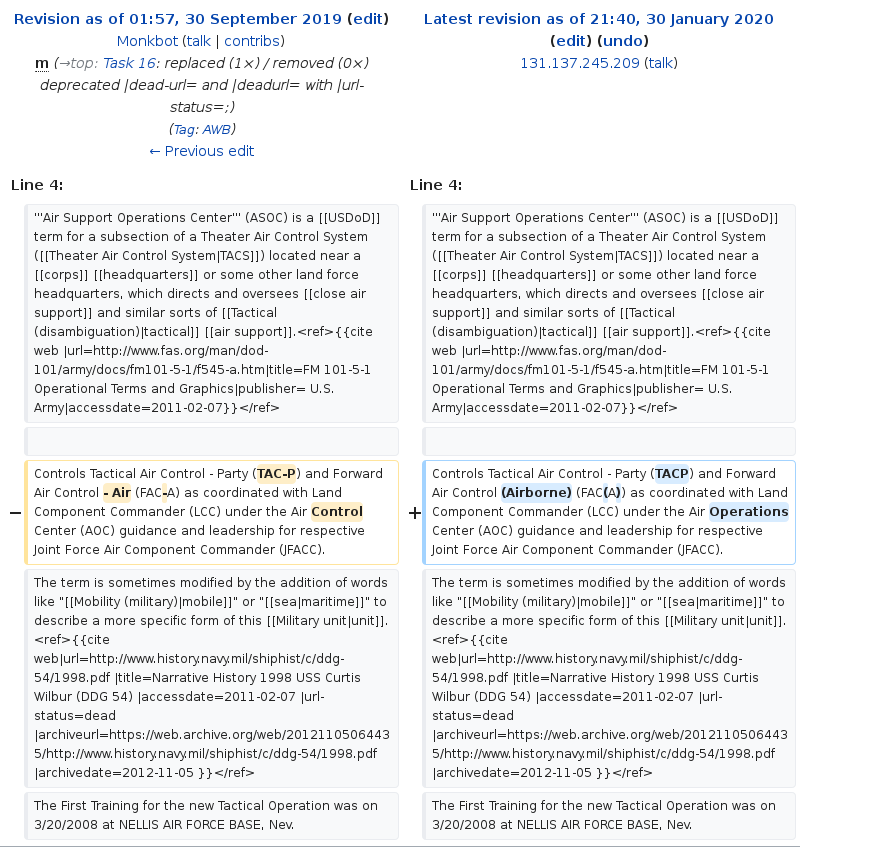 Revision as of 01:57, 30 September 2019 (edit)
Monkbot (talk | contribs)
m (→top: Task 16: replaced (1×) / removed (0×)
deprecated |dead-url= and |deadurl= with |url-
status=;)
(Tag: AWB)
← Previous edit
Line 4:
'''Air Support Operations Center''' (ASOC) is a [[USDoD]]
term for a subsection of a Theater Air Control System
([[Theater Air Control System|TACS]]) located near a
[[corps]] [[headquarters]] or some other land force
headquarters, which directs and oversees [[close air
support]] and similar sorts of [[Tactical
(disambiguation)|tactical]] [[air support]].<ref>{{cite
web |url=http://www.fas.org/man/dod-
101/army/docs/fm101-5-1/f545-a.htm|title=FM 101-5-1
Operational Terms and Graphics|publisher= U.S.
Army|accessdate=2011-02-07}}</ref>
−
Controls Tactical Air Control - Party (TAC-P) and Forward
Air Control - Air (FAC-A) as coordinated with Land
Component Commander (LCC) under the Air Control
Center (AOC) guidance and leadership for respective
Joint Force Air Component Commander (JFACC).
The term is sometimes modified by the addition of words
like "[[Mobility (military)|mobile]]" or "[[sea|maritime]]" to
describe a more specific form of this [[Military unit|unit]].
<ref>{{cite
web|url=http://www.history.navy.mil/shiphist/c/ddg-
54/1998.pdf |title=Narrative History 1998 USS Curtis
Wilbur (DDG 54) |accessdate=2011-02-07 |url-
status=dead
|archiveurl=https://web.archive.org/web/2012110506443
5/http://www.history.navy.mil/shiphist/c/ddg-54/1998.pdf
|archivedate=2012-11-05 }}</ref>
The First Training for the new Tactical Operation was on
3/20/2008 at NELLIS AIR FORCE BASE, Nev.
Latest revision as of 21:40, 30 January 2020
(edit) (undo)
131.137.245.209 (talk)
Line 4:
'''Air Support Operations Center''' (ASOC) is a [[USDoD]]
term for a subsection of a Theater Air Control System
([[Theater Air Control System|TACS]]) located near a
[[corps]] [[headquarters]] or some other land force
headquarters, which directs and oversees [[close air
support]] and similar sorts of [[Tactical
(disambiguation)|tactical]] [[air support]].<ref>{{cite
web |url=http://www.fas.org/man/dod-
101/army/docs/fm101-5-1/f545-a.htm|title=FM 101-5-1
Operational Terms and Graphics|publisher= U.S.
Army|accessdate=2011-02-07}}</ref>
+
Controls Tactical Air Control - Party (TACP) and Forward
Air Control (Airborne) (FAC(A)) as coordinated with Land
Component Commander (LCC) under the Air Operations
Center (AOC) guidance and leadership for respective
Joint Force Air Component Commander (JFACC).
The term is sometimes modified by the addition of words
like "[[Mobility (military)|mobile]]" or "[[sea|maritime]]" to
describe a more specific form of this [[Military unit|unit]].
<ref>{{cite
web|url=http://www.history.navy.mil/shiphist/c/ddg-
54/1998.pdf |title=Narrative History 1998 USS Curtis
Wilbur (DDG 54) |accessdate=2011-02-07 |url-
status=dead
|archiveurl=https://web.archive.org/web/2012110506443
5/http://www.history.navy.mil/shiphist/c/ddg-54/1998.pdf
|archivedate=2012-11-05 }}</ref>
The First Training for the new Tactical Operation was on
3/20/2008 at NELLIS AIR FORCE BASE, Nev.